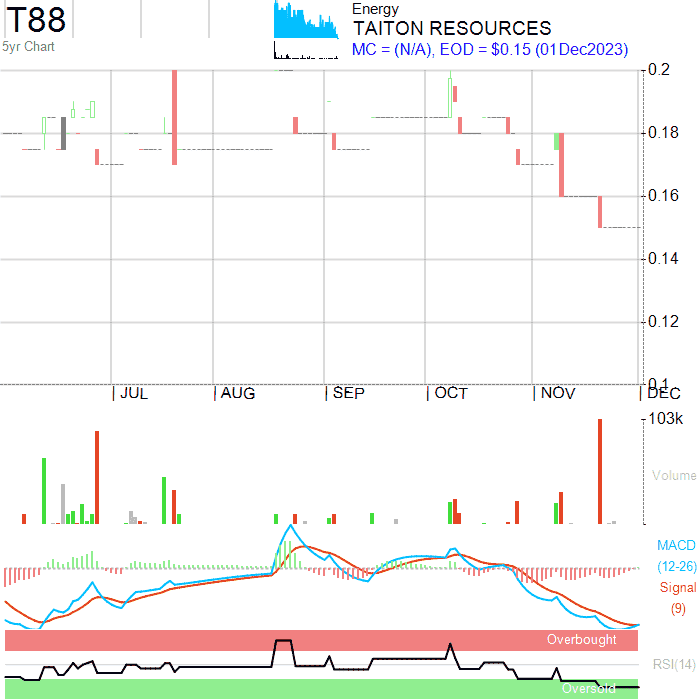 T88
5yr Chart
Energy
TAITON RESOURCES
MC = (N/A), EOD = $0.15 (01Dec2023)
0.2
0.18
0.16
0.14
0.12
0.1
JUL AUG SEP OCT NOV DEC
103k
Volume
MACD
(12-26)
Signal
(9)
Overbought
RSI(14)
Oversold